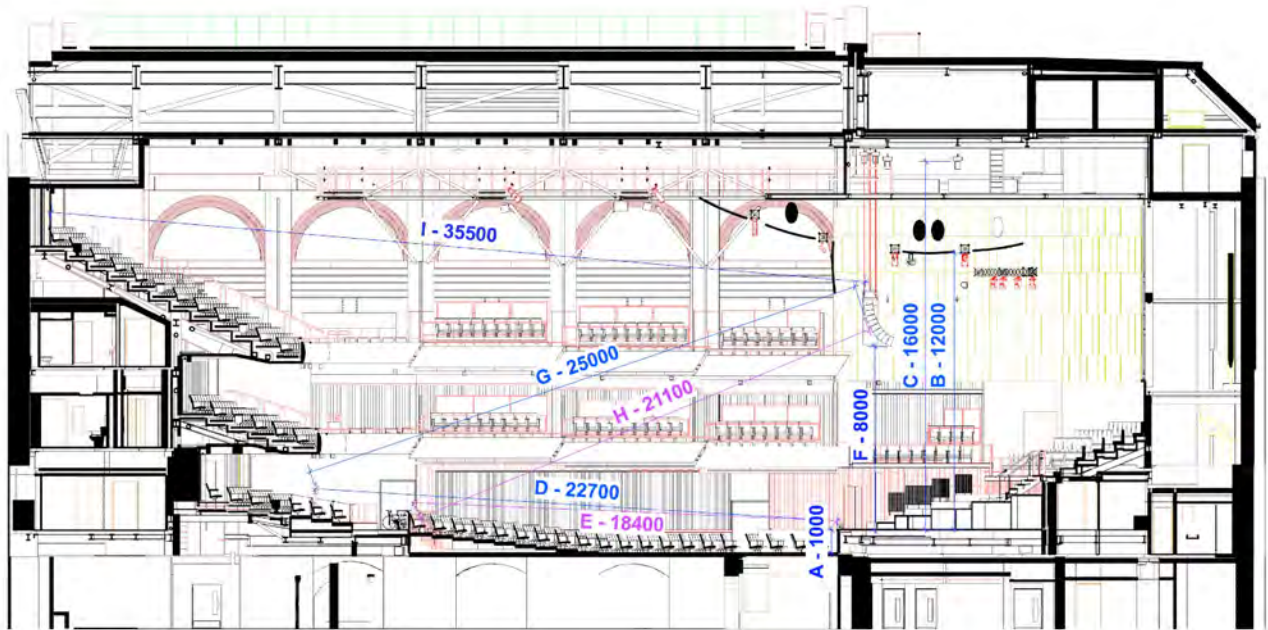 I - 35500
G - 25000
H - 21100
C - 16000
B - 12000
F - 8000
D - 22700
E - 18400
A - 1000